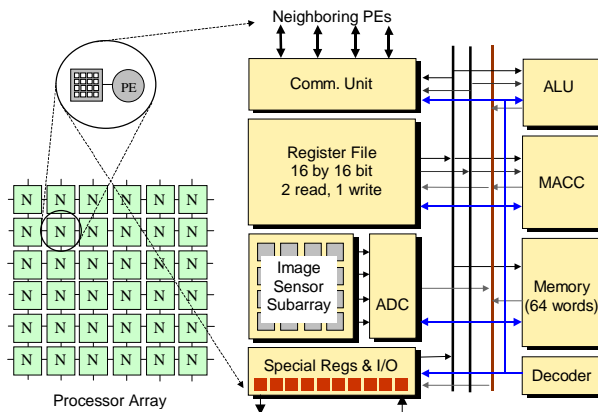 Neighboring PEs
PE
Comm. Unit
ALU
Register File
16 by 16 bit
2 read, 1 write
MACC
N N N N N N
N N N N N N
N N N N N N
N N N N N N
N N N N N N
N N N N N N
Image
Sensor
Subarray
ADC
Memory
(64 words)
Special Regs & I/O
Decoder
Processor Array